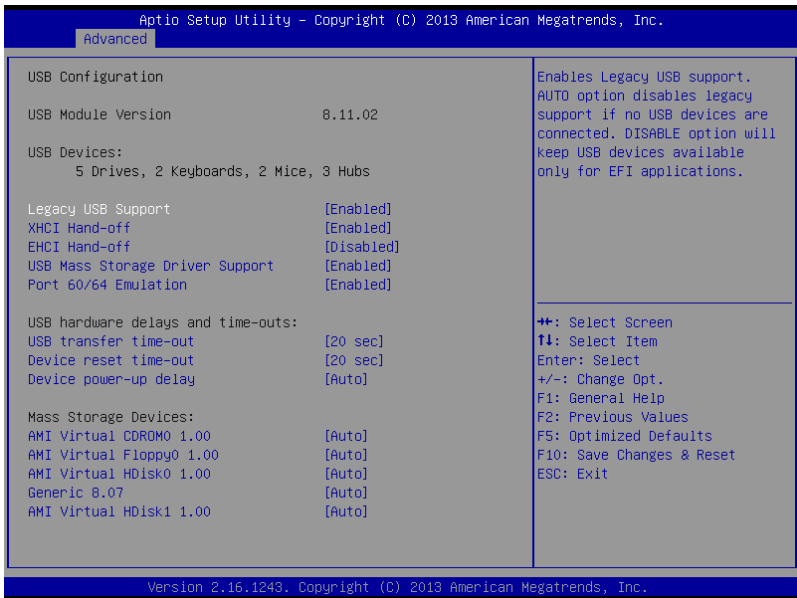 Aptio Setup Utility – Copyright (C) 2013 American Megatrends, Inc.
Advanced
USB Configuration
USB Module Version 8.11.02
USB Devices:
5 Drives, 2 Keyboards, 2 Mice, 3 Hubs
Legacy USB Support [Enabled]
XHCI Hand-off [Enabled]
EHCI Hand-off [Disabled]
USB Mass Storage Driver Support [Enabled]
Port 60/64 Emulation [Enabled]
USB hardware delays and time-outs:
USB transfer time-out [20 sec]
Device reset time-out [20 sec]
Device power-up delay [Auto]
Mass Storage Devices:
AMI Virtual CDROM0 1.00 [Auto]
AMI Virtual Floppy0 1.00 [Auto]
AMI Virtual HDisk0 1.00 [Auto]
Generic 8.07 [Auto]
AMI Virtual HDisk1 1.00 [Auto]
Enables Legacy USB support.
AUTO option disables legacy
support if no USB devices are
connected. DISABLE option will
keep USB devices available
only for EFI applications.
→←: Select Screen
↑↓: Select Item
Enter: Select
+/-: Change Opt.
F1: General Help
F2: Previous Values
F5: Optimized Defaults
F10: Save Changes & Reset
ESC: Exit
Version 2.16.1243. Copyright (C) 2013 American Megatrends, Inc.